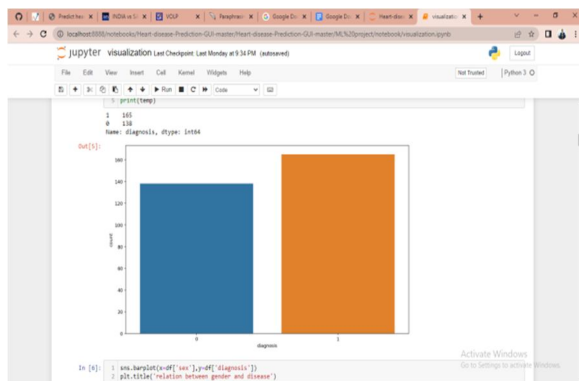 Predict hea x INDIA vs S x VOLP x Paraphras x Google Do x Google Do x Heart-dise x visualizatio x +
localhost:8888/notebooks/Heart-disease-Prediction-GUI-master/Heart-disease-Prediction-GUI-master/ML%20project/notebook/visualization.ipynb
jupyter visualization Last Checkpoint: Last Monday at 9:34 PM (autosaved) Logout
File Edit View Insert Cell Kernel Widgets Help Not Trusted Python 3
Run Code
5 print(temp)
1 165
0 138
Name: diagnosis, dtype: int64
Out[5]:
160
140
120
100
80
60
40
20
0
count
0 1
diagnosis
Activate Windows
Go to Settings to activate Windows.
In [6]: 1 sns.barplot(x=df['sex'],y=df['diagnosis'])
2 plt.title('relation between gender and disease')